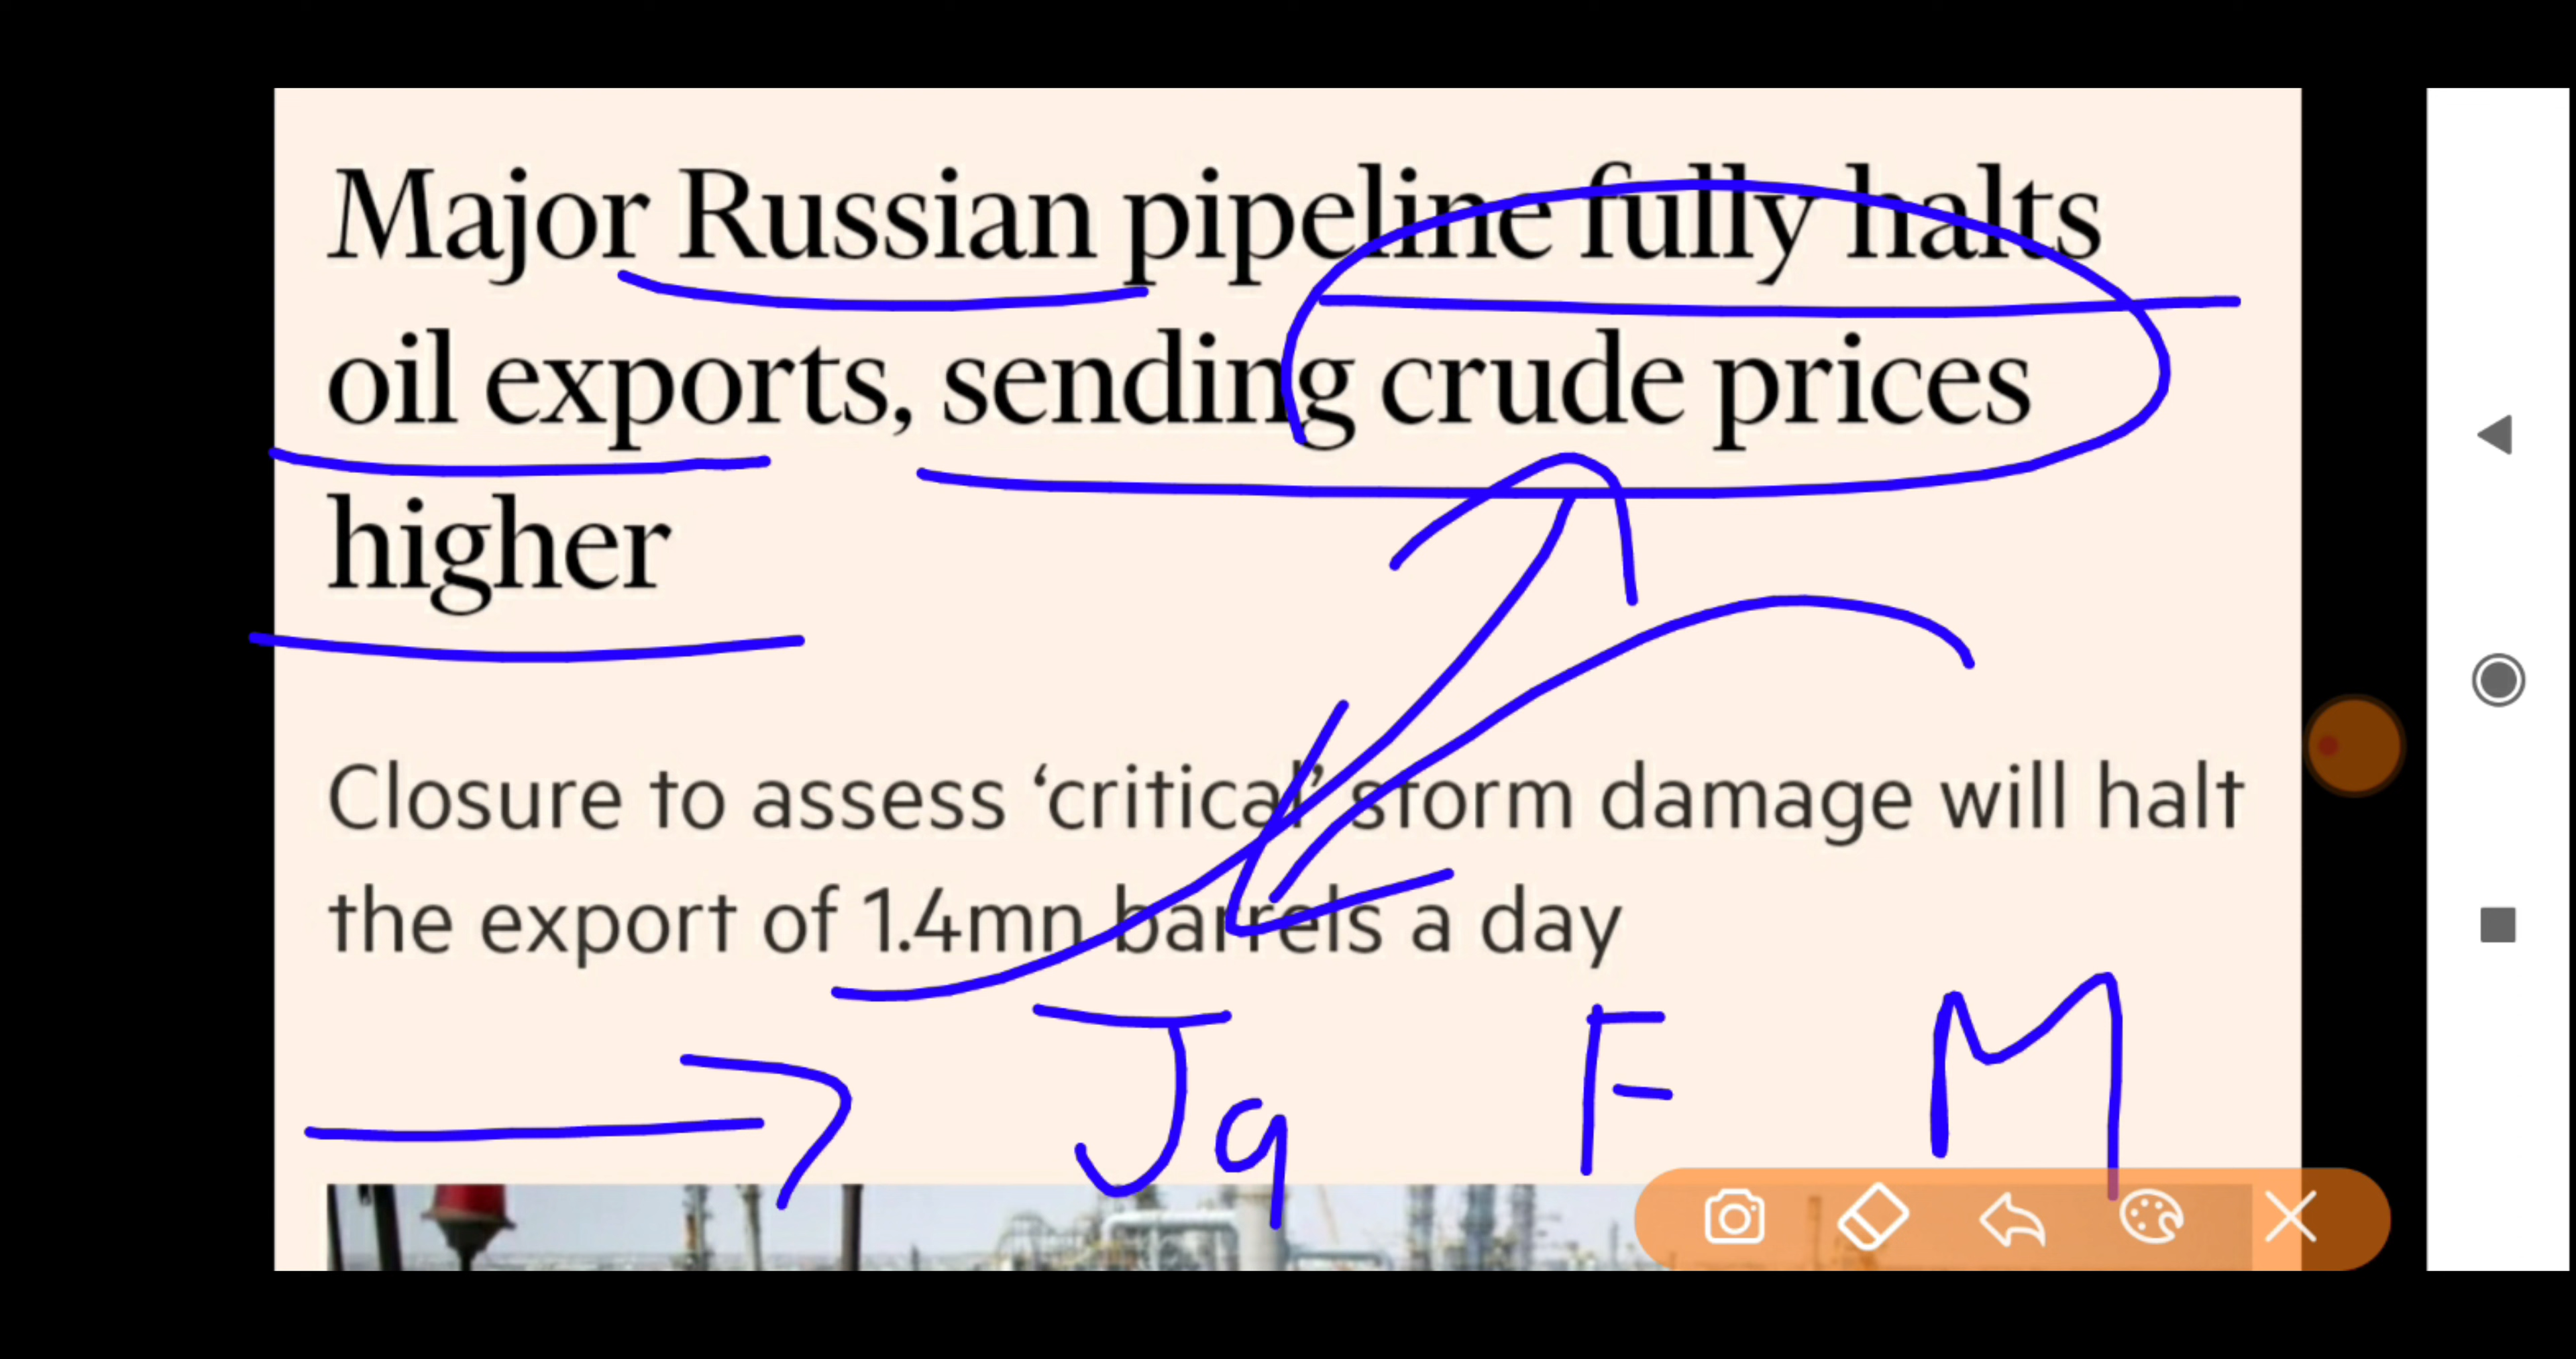 Major Russian pipeline fully halts
oil exports, sending crude prices
higher
Closure to assess ‘critical’ storm damage will halt
the export of 1.4mn barrels a day
Ja F M